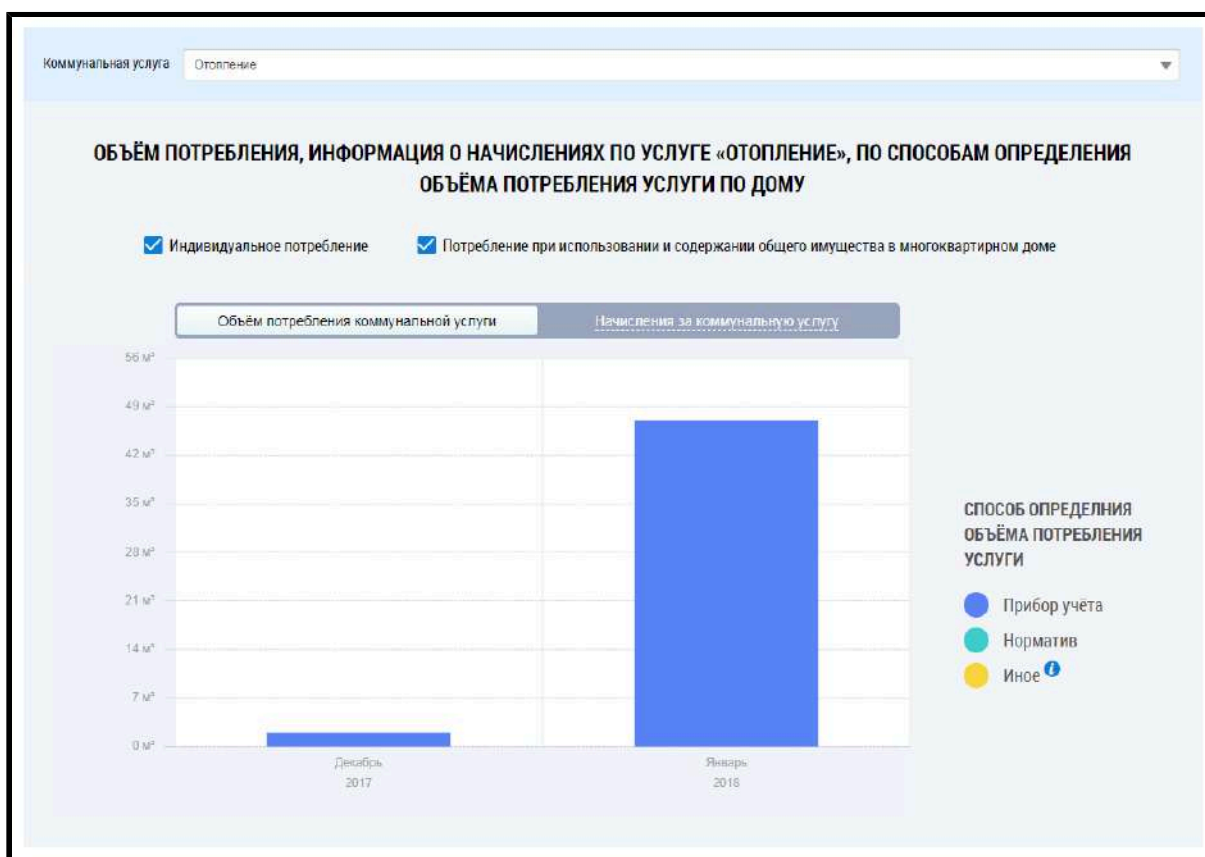 Коммунальная услуга Отопление
ОБЪЁМ ПОТРЕБЛЕНИЯ, ИНФОРМАЦИЯ О НАЧИСЛЕНИЯХ ПО УСЛУГЕ «ОТОПЛЕНИЕ», ПО СПОСОБАМ ОПРЕДЕЛЕНИЯ
ОБЪЁМА ПОТРЕБЛЕНИЯ УСЛУГИ ПО ДОМУ
Индивидуальное потребление Потребление при использовании и содержании общего имущества в многоквартирном доме
Объём потребления коммунальной услуги Начисления за коммунальную услугу
56 м³
49 м³
42 м³
35 м³
28 м³
21 м³
14 м³
7 м³
0 м³
Декабрь
2017
Январь
2018
СПОСОБ ОПРЕДЕЛНИЯ
ОБЪЁМА ПОТРЕБЛЕНИЯ
УСЛУГИ
Прибор учёта
Норматив
Иное i